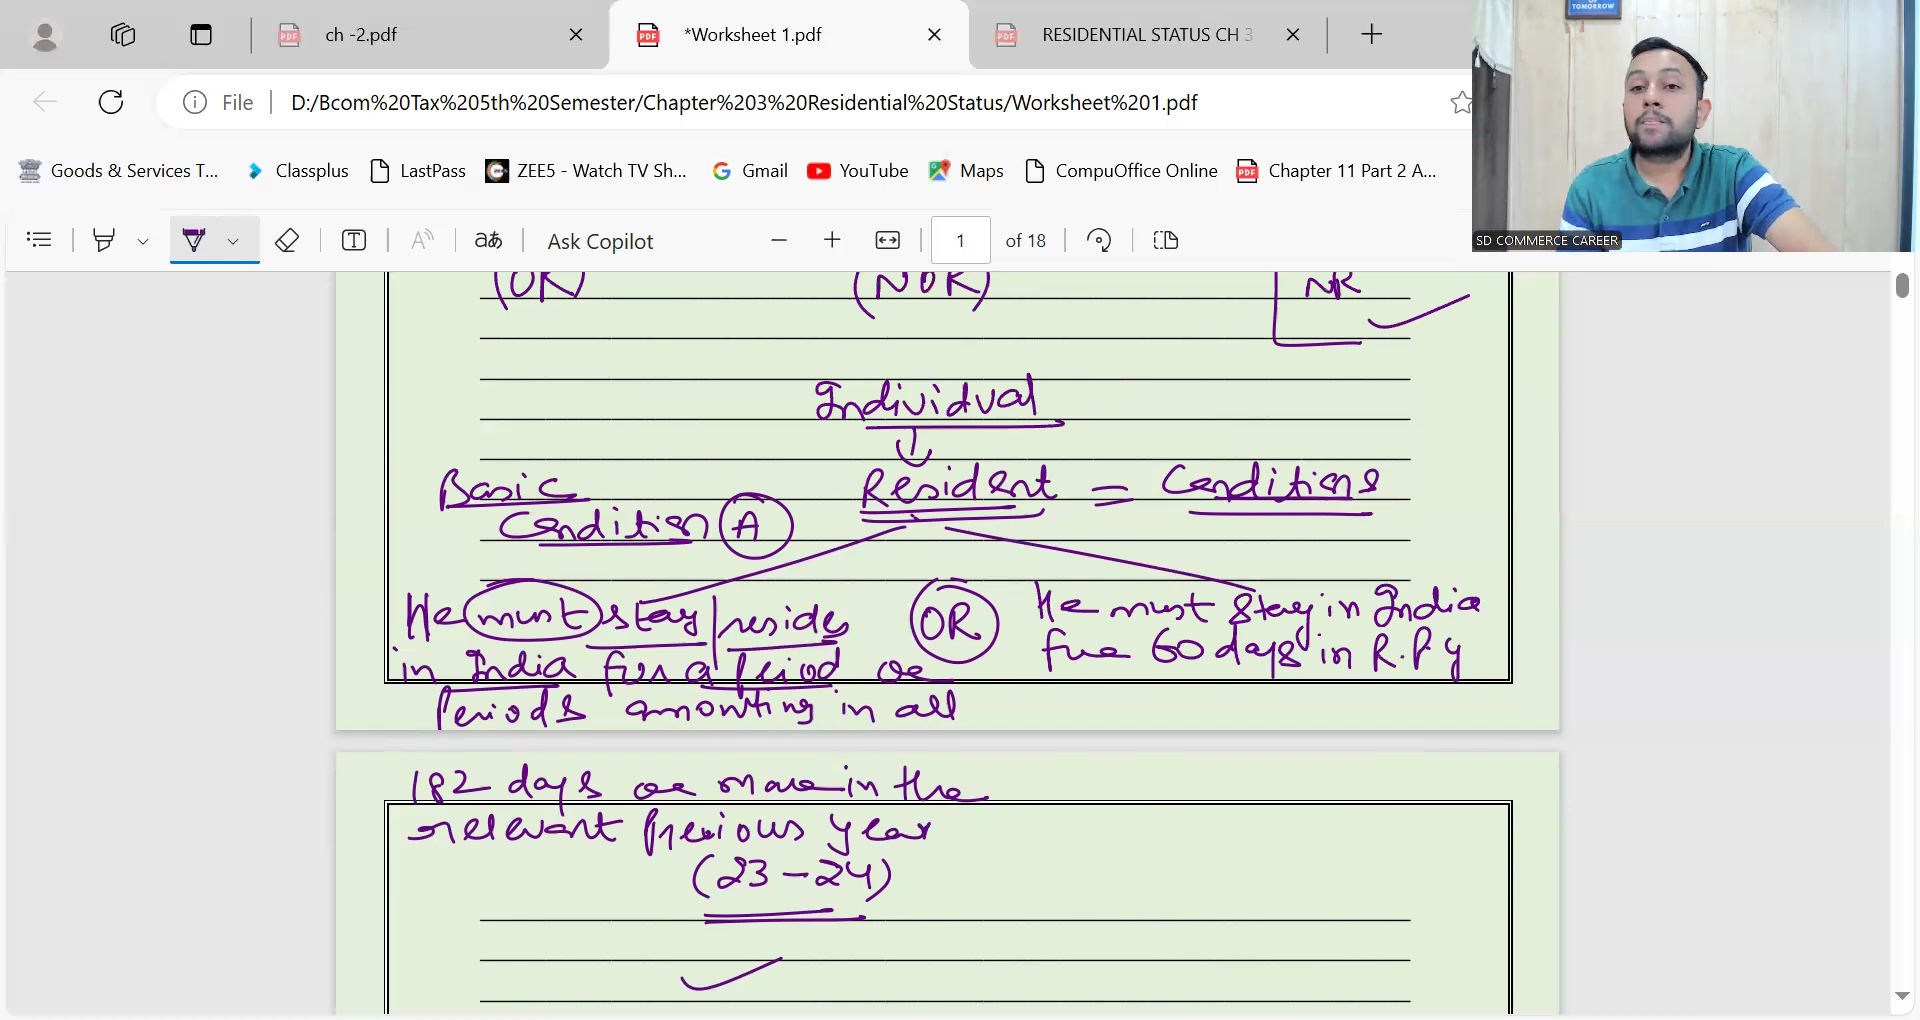 OF
TOMORROW
ch -2.pdf
*Worksheet 1.pdf
RESIDENTIAL STATUS CH 3
File
D:/Bcom%20Tax%205th%20Semester/Chapter%203%20Residential%20Status/Worksheet%201.pdf
Goods & Services T...
Classplus
LastPass
ZEE5 - Watch TV Sh...
Gmail
YouTube
Maps
CompuOffice Online
PDF Chapter 11 Part 2 A...
Ask Copilot
1 of 18
SD COMMERCE CAREER
(OR) (NOR) NR
Individual
Basic Resident = Conditions
Condition A
He must stay/reside OR He must stay in India
in India for a Period or for 60 days in R.P.y
Periods amounting in all
182 days or more in the
relevant Previous year
(23-24)